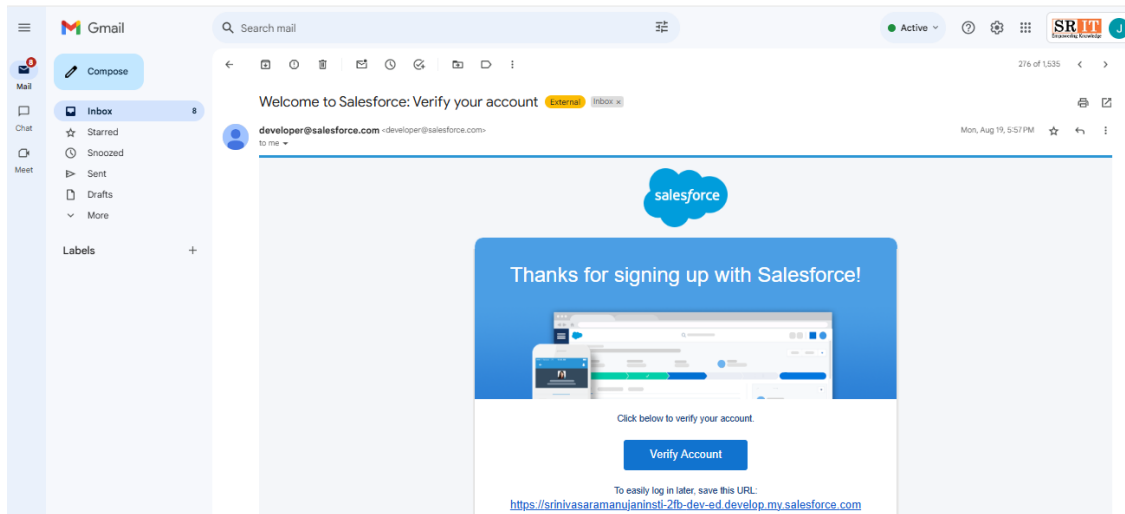 Gmail
Search mail
Active
SRIT
Empowering Knowledge
J
8
Mail
Compose
276 of 1,535
Inbox 8
Chat
Starred
Snoozed
Meet
Sent
Drafts
More
Labels +
Welcome to Salesforce: Verify your account External Inbox x
developer@salesforce.com <developer@salesforce.com>
Mon, Aug 19, 5:57 PM
to me
salesforce
Thanks for signing up with Salesforce!
Click below to verify your account.
Verify Account
To easily log in later, save this URL:
https://srinivasaramanujaninsti-2fb-dev-ed.develop.my.salesforce.com